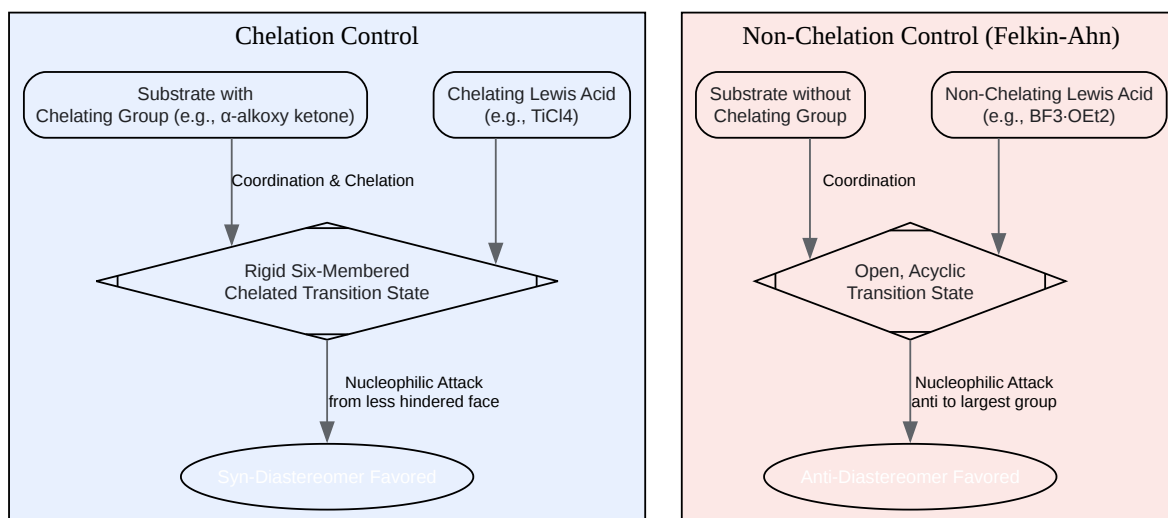 Chelation Control
Substrate with
Chelating Group (e.g., α-alkoxy ketone)
Chelating Lewis Acid
(e.g., TiCl4)
Coordination & Chelation
Rigid Six-Membered
Chelated Transition State
Nucleophilic Attack
from less hindered face
Syn-Diastereomer Favored
Non-Chelation Control (Felkin-Ahn)
Substrate without
Chelating Group
Non-Chelating Lewis Acid
(e.g., BF3·OEt2)
Coordination
Open, Acyclic
Transition State
Nucleophilic Attack
anti to largest group
Anti-Diastereomer Favored